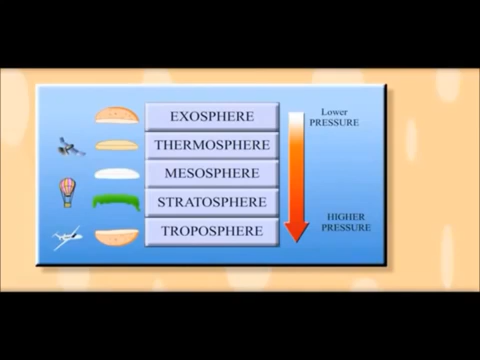 EXOSPHERE
THERMOSPHERE
MESOSPHERE
STRATOSPHERE
TROPOSPHERE
Lower
PRESSURE
HIGHER
PRESSURE